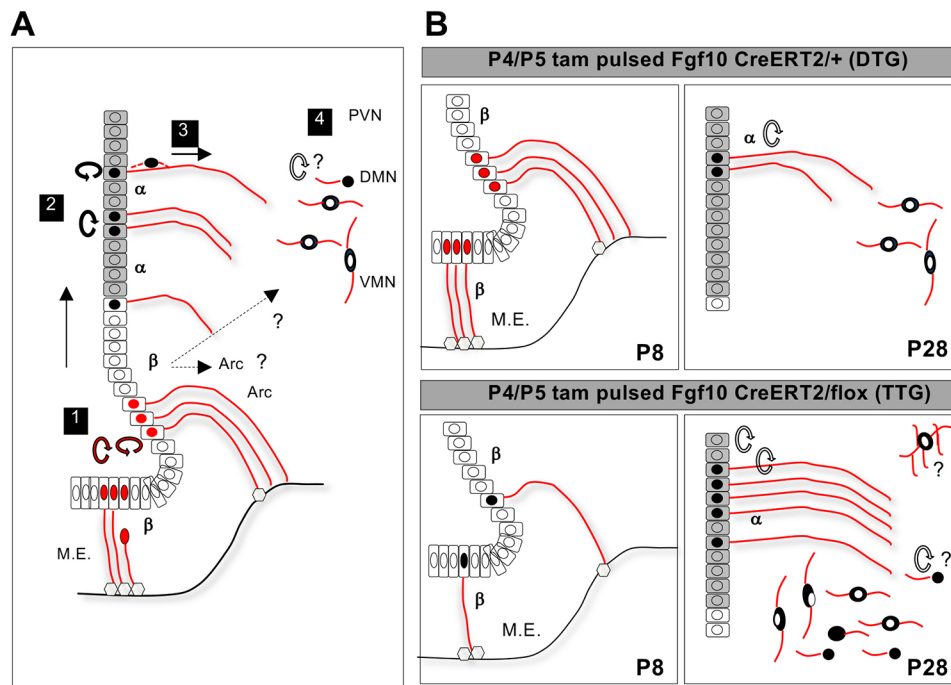 A
B
P4/P5 tam pulsed Fgf10 CreERT2/+ (DTG)
4
PVN
3
?
DMN
α
2
α
VMN
?
β
Arc ?
Arc
1
β
M.E.
β
β
M.E.
P8
α
P28
P4/P5 tam pulsed Fgf10 CreERT2/flox (TTG)
β
β
M.E.
P8
?
α
?
P28